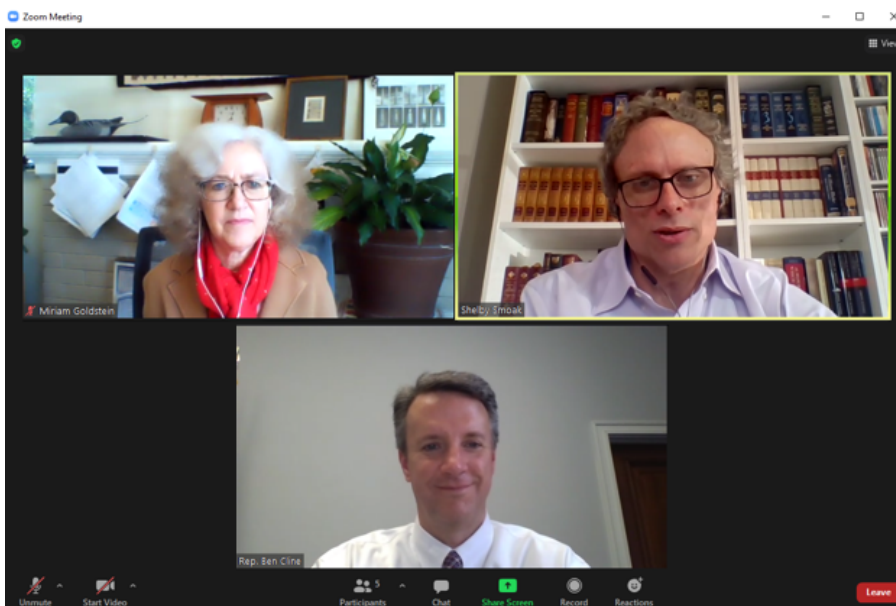 Zoom Meeting
View
Miriam Goldstein
Shelby Smoak
Rep. Ben Cline
Unmute
Start Video
Participants
5
Chat
Share Screen
Record
Reactions
Leave